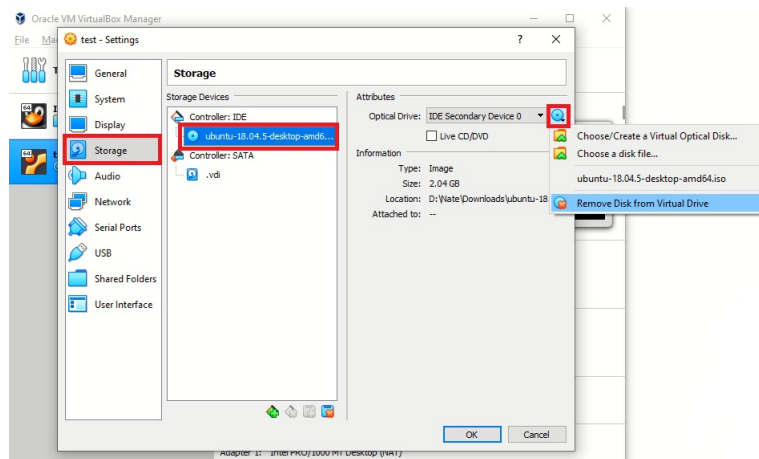 Oracle VM VirtualBox Manager
File Ma
test - Settings
?
General
System
Display
Storage
Audio
Network
Serial Ports
USB
Shared Folders
User Interface
Storage
Storage Devices
Controller: IDE
ubuntu-18.04.5-desktop-amd6...
Controller: SATA
.vdi
Attributes
Optical Drive: IDE Secondary Device 0
Live CD/DVD
Information
Type: Image
Size: 2.04 GB
Location: D:\Nate\Downloads\ubuntu-18
Attached to: --
Choose/Create a Virtual Optical Disk...
Choose a disk file...
ubuntu-18.04.5-desktop-amd64.iso
Remove Disk from Virtual Drive
OK Cancel
Adapter 1: Intel PRO/1000 MT Desktop (NAT)